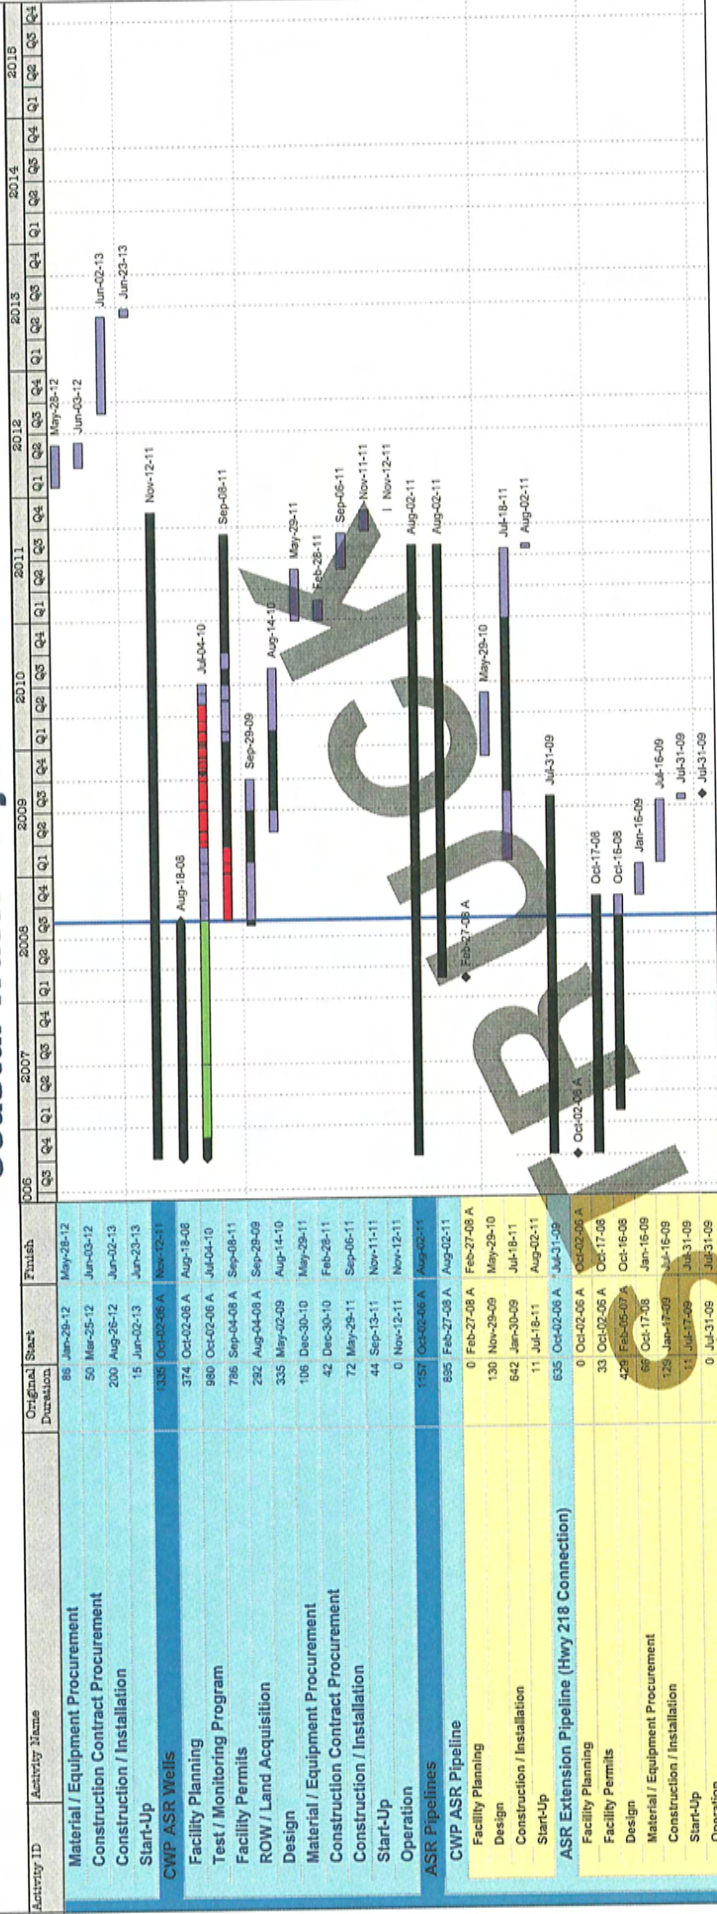 Activity ID Activity Name Original Duration Start Finish
006 2007 2008 2009 2010 2011 2012 2013 2014 2015
Q3 Q4 Q1 Q2 Q3 Q4 Q1 Q2 Q3 Q4 Q1 Q2 Q3 Q4 Q1 Q2 Q3 Q4 Q1 Q2 Q3 Q4 Q1 Q2 Q3 Q4 Q1 Q2 Q3 Q4 Q1 Q2 Q3 Q4 Q1 Q2 Q3 Q4
Material / Equipment Procurement 86 Jan-29-12 May-28-12 May-28-12
Construction Contract Procurement 50 Mar-25-12 Jun-03-12 Jun-03-12
Construction / Installation 200 Aug-26-12 Jun-02-13 Jun-02-13
Start-Up 15 Jun-02-13 Jun-23-13 Jun-23-13
CWP ASR Wells 1335 Oct-02-06 A Nov-12-11 Nov-12-11
Facility Planning 374 Oct-02-06 A Aug-18-08 Aug-18-08
Test / Monitoring Program 980 Oct-02-06 A Jul-04-10 Jul-04-10
Facility Permits 786 Sep-04-08 A Sep-08-11 Sep-08-11
ROW / Land Acquisition 292 Aug-04-08 A Sep-29-09 Sep-29-09
Design 335 May-02-09 Aug-14-10 Aug-14-10
Material / Equipment Procurement 106 Dec-30-10 May-29-11 May-29-11
Construction Contract Procurement 42 Dec-30-10 Feb-28-11 Feb-28-11
Construction / Installation 72 May-29-11 Sep-06-11 Sep-06-11
Start-Up 44 Sep-13-11 Nov-11-11 Nov-11-11
Operation 0 Nov-12-11 Nov-12-11 Nov-12-11
ASR Pipelines 1157 Oct-02-06 A Aug-02-11 Aug-02-11
CWP ASR Pipeline 895 Feb-27-08 A Aug-02-11 Aug-02-11
Facility Planning 0 Feb-27-08 A Feb-27-08 A Feb-27-08 A
Design 130 Nov-29-09 May-29-10 May-29-10
Construction / Installation 642 Jan-30-09 Jul-18-11 Jul-18-11
Start-Up 11 Jul-18-11 Aug-02-11 Aug-02-11
ASR Extension Pipeline (Hwy 218 Connection) 635 Oct-02-06 A Jul-31-09 Jul-31-09
Facility Planning 0 Oct-02-06 A Oct-02-06 A Oct-02-06 A
Facility Permits 33 Oct-02-06 A Oct-17-08 Oct-17-08
Design 429 Feb-05-07 A Oct-16-08 Oct-16-08
Material / Equipment Procurement 66 Oct-17-08 Jan-16-09 Jan-16-09
Construction / Installation 129 Jan-17-09 Jul-16-09 Jul-16-09
Start-Up 11 Jul-17-09 Jul-31-09 Jul-31-09
Operation 0 Jul-31-09 Jul-31-09 Jul-31-09
STRUCK